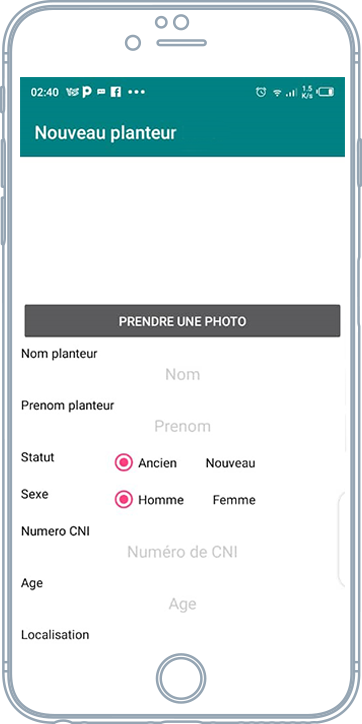 02:40 1.5 K/s
Nouveau planteur
PRENDRE UNE PHOTO
Nom planteur
Nom
Prenom planteur
Prenom
Statut Ancien Nouveau
Sexe Homme Femme
Numero CNI
Numéro de CNI
Age
Age
Localisation